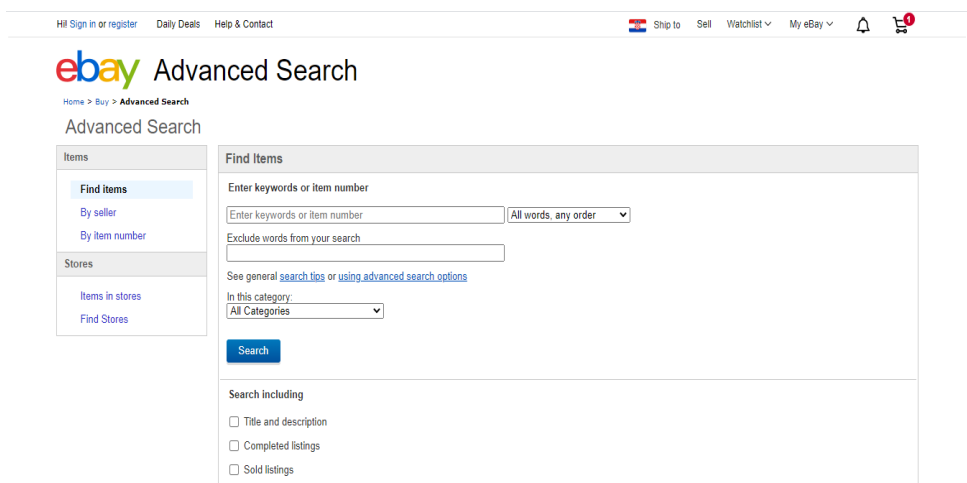 Hi! Sign in or register Daily Deals Help & Contact Ship to Sell Watchlist My eBay 1
ebay Advanced Search
Home > Buy > Advanced Search
Advanced Search
Items
Find items
By seller
By item number
Stores
Items in stores
Find Stores
Find Items
Enter keywords or item number
Enter keywords or item number All words, any order
Exclude words from your search
See general search tips or using advanced search options
In this category:
All Categories
Search
Search including
Title and description
Completed listings
Sold listings